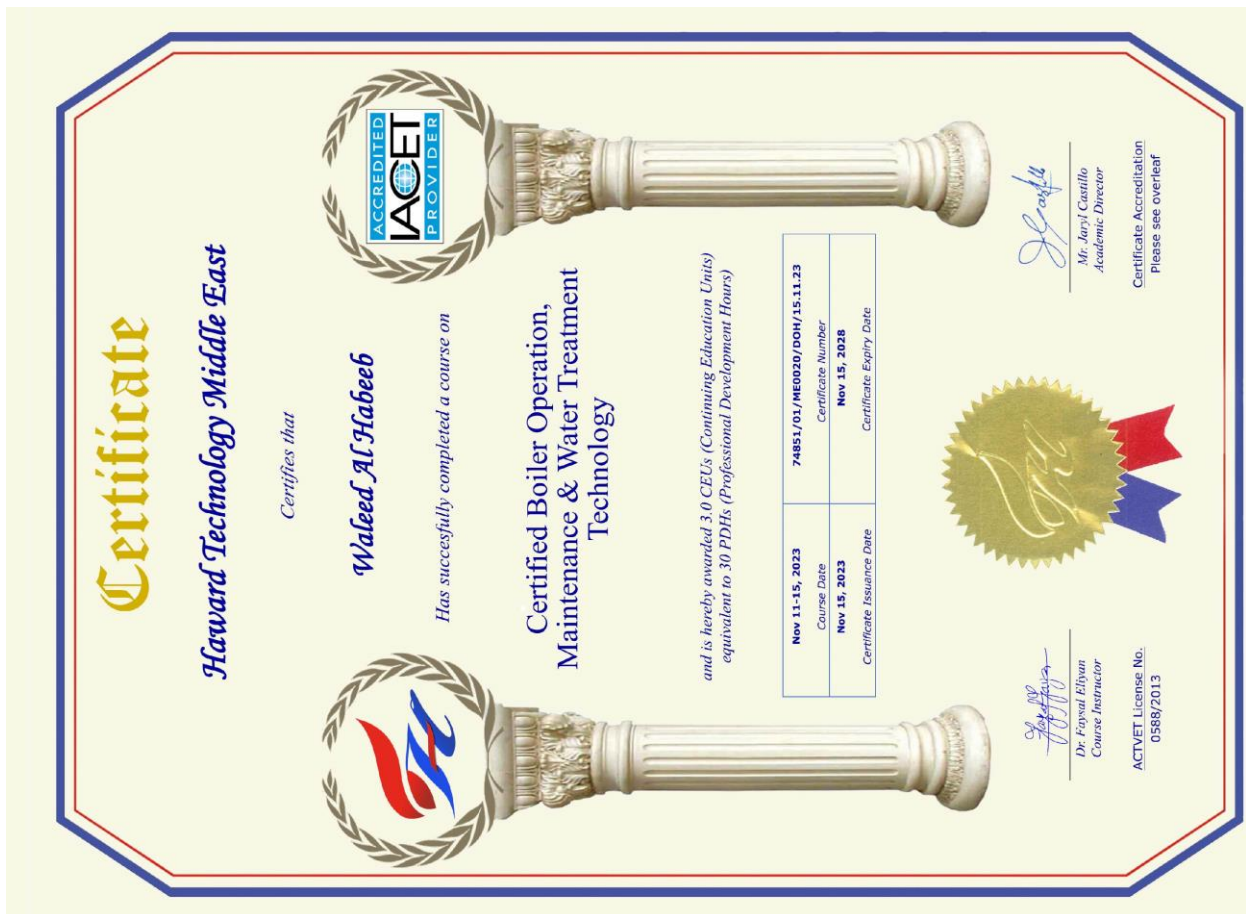 Certificate
Haward Technology Middle East
Certifies that
Waleed Al Habeeb
Has succesfully completed a course on
ACCREDITED
IACET
PROVIDER
Certified Boiler Operation,
Maintenance & Water Treatment
Technology
and is hereby awarded 3.0 CEUs (Continuing Education Units)
equivalent to 30 PDHs (Professional Development Hours)
Nov 11-15, 2023
Course Date
74851/01/ME0020/DOH/15.11.23
Certificate Number
Nov 15, 2023
Certificate Issuance Date
Nov 15, 2028
Certificate Expiry Date
Dr. Faysal Eliyan
Course Instructor
ACTVET License No.
0588/2013
Mr. Jaryl Castillo
Academic Director
Certificate Accreditation
Please see overleaf